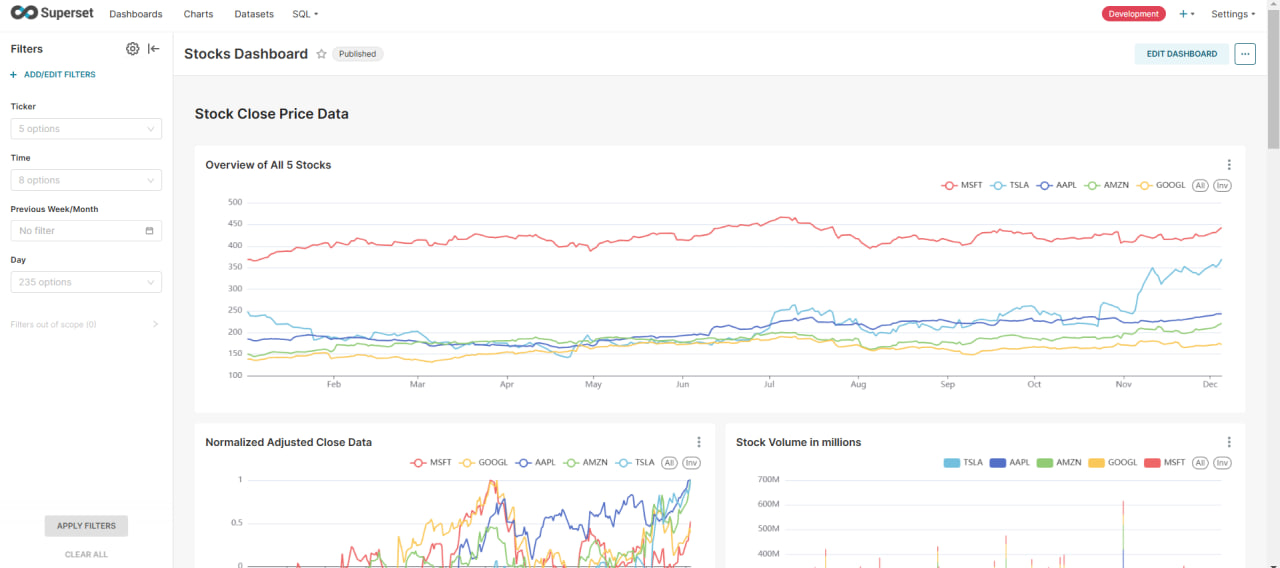 Superset Dashboards Charts Datasets SQL Development + Settings
Filters
Stocks Dashboard Published EDIT DASHBOARD ...
+ ADD/EDIT FILTERS
Ticker
5 options
Time
8 options
Previous Week/Month
No filter
Day
235 options
Filters out of scope (0)
APPLY FILTERS
CLEAR ALL
Stock Close Price Data
Overview of All 5 Stocks
MSFT TSLA AAPL AMZN GOOGL All Inv
500
450
400
350
300
250
200
150
100
Feb Mar Apr May Jun Jul Aug Sep Oct Nov Dec
Normalized Adjusted Close Data
MSFT GOOGL AAPL AMZN TSLA All Inv
1
0.5
0
Stock Volume in millions
TSLA AAPL AMZN GOOGL MSFT All Inv
700M
600M
500M
400M